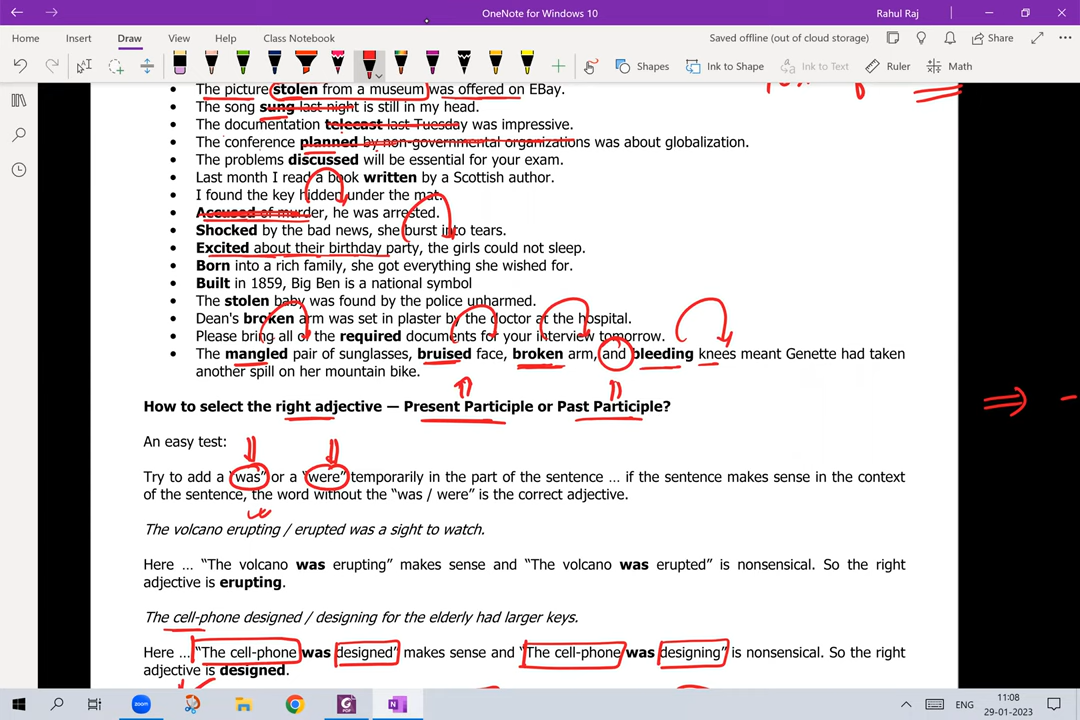 OneNote for Windows 10
Rahul Raj
Home Insert Draw View Help Class Notebook
Saved offline (out of cloud storage)
Share
Shapes
Ink to Shape
Ink to Text
Ruler
Math
• The picture stolen from a museum was offered on EBay.
• The song sung last night is still in my head.
• The documentation telecast last Tuesday was impressive.
• The conference planned by non-governmental organizations was about globalization.
• The problems discussed will be essential for your exam.
• Last month I read a book written by a Scottish author.
• I found the key hidden under the mat.
• Accused of murder, he was arrested.
• Shocked by the bad news, she burst into tears.
• Excited about their birthday party, the girls could not sleep.
• Born into a rich family, she got everything she wished for.
• Built in 1859, Big Ben is a national symbol
• The stolen baby was found by the police unharmed.
• Dean's broken arm was set in plaster by the doctor at the hospital.
• Please bring all of the required documents for your interview tomorrow.
• The mangled pair of sunglasses, bruised face, broken arm, and bleeding knees meant Genette had taken
another spill on her mountain bike.
How to select the right adjective — Present Participle or Past Participle?
An easy test:
Try to add a "was" or a "were" temporarily in the part of the sentence … if the sentence makes sense in the context
of the sentence, the word without the "was / were" is the correct adjective.
The volcano erupting / erupted was a sight to watch.
Here … "The volcano was erupting" makes sense and "The volcano was erupted" is nonsensical. So the right
adjective is erupting.
The cell-phone designed / designing for the elderly had larger keys.
Here … "The cell-phone was designed" makes sense and "The cell-phone was designing" is nonsensical. So the right
adjective is designed.
zoom
ENG
11:08
29-01-2023